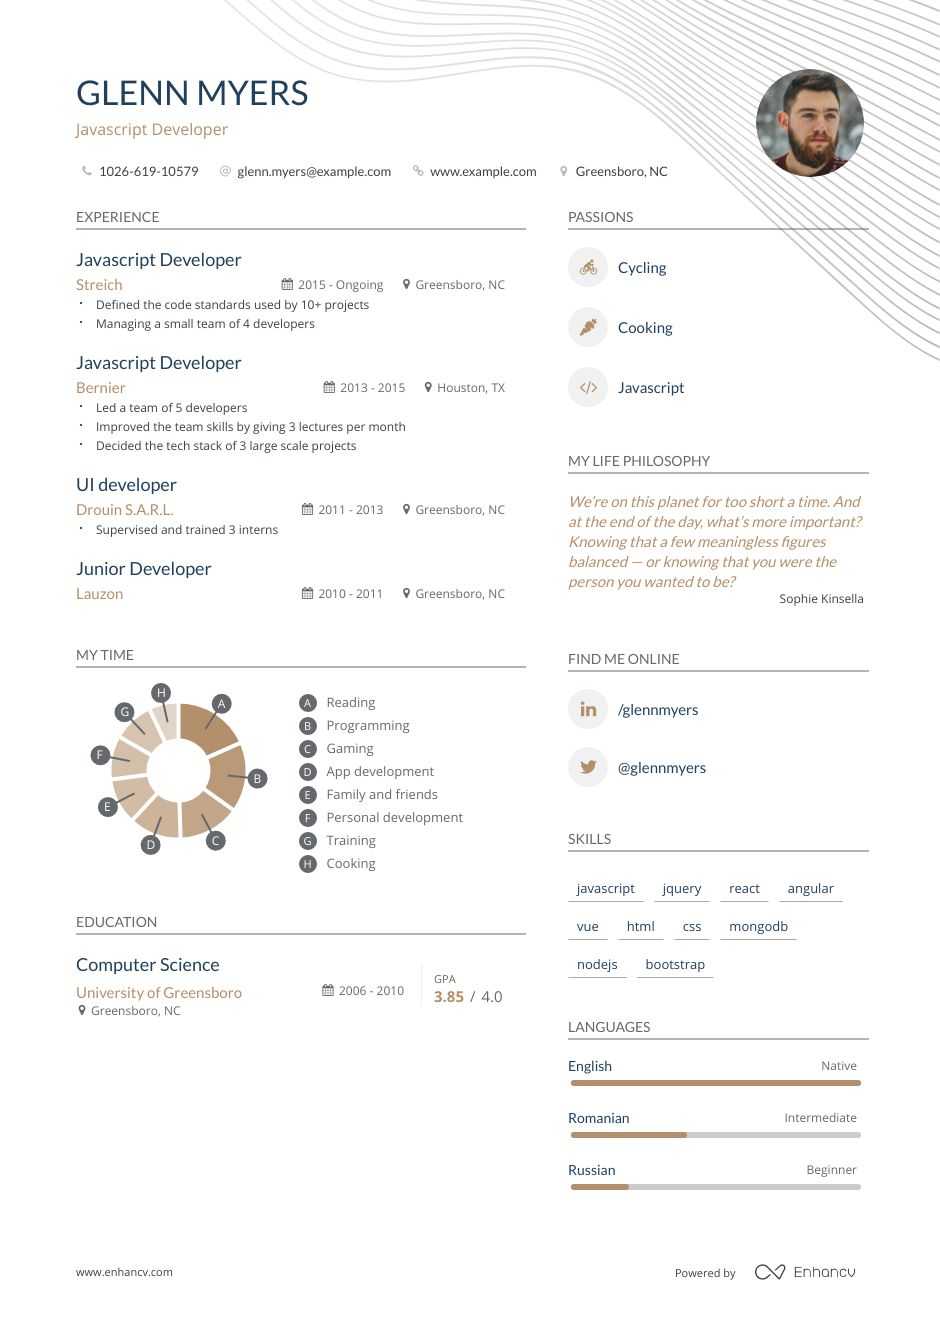 GLENN MYERS
Javascript Developer
1026-619-10579 glenn.myers@example.com www.example.com Greensboro, NC
EXPERIENCE
Javascript Developer
Streich 2015 - Ongoing Greensboro, NC
· Defined the code standards used by 10+ projects
· Managing a small team of 4 developers
Javascript Developer
Bernier 2013 - 2015 Houston, TX
· Led a team of 5 developers
· Improved the team skills by giving 3 lectures per month
· Decided the tech stack of 3 large scale projects
UI developer
Drouin S.A.R.L. 2011 - 2013 Greensboro, NC
· Supervised and trained 3 interns
Junior Developer
Lauzon 2010 - 2011 Greensboro, NC
MY TIME
H
A
G
F
B
E
D
C
A Reading
B Programming
C Gaming
D App development
E Family and friends
F Personal development
G Training
H Cooking
EDUCATION
Computer Science
University of Greensboro 2006 - 2010
Greensboro, NC
GPA
3.85 / 4.0
PASSIONS
Cycling
Cooking
</> Javascript
MY LIFE PHILOSOPHY
We're on this planet for too short a time. And
at the end of the day, what's more important?
Knowing that a few meaningless figures
balanced — or knowing that you were the
person you wanted to be?
Sophie Kinsella
FIND ME ONLINE
in /glennmyers
@glennmyers
SKILLS
javascript jquery react angular
vue html css mongodb
nodejs bootstrap
LANGUAGES
English Native
Romanian Intermediate
Russian Beginner
www.enhancv.com
Powered by Enhancv